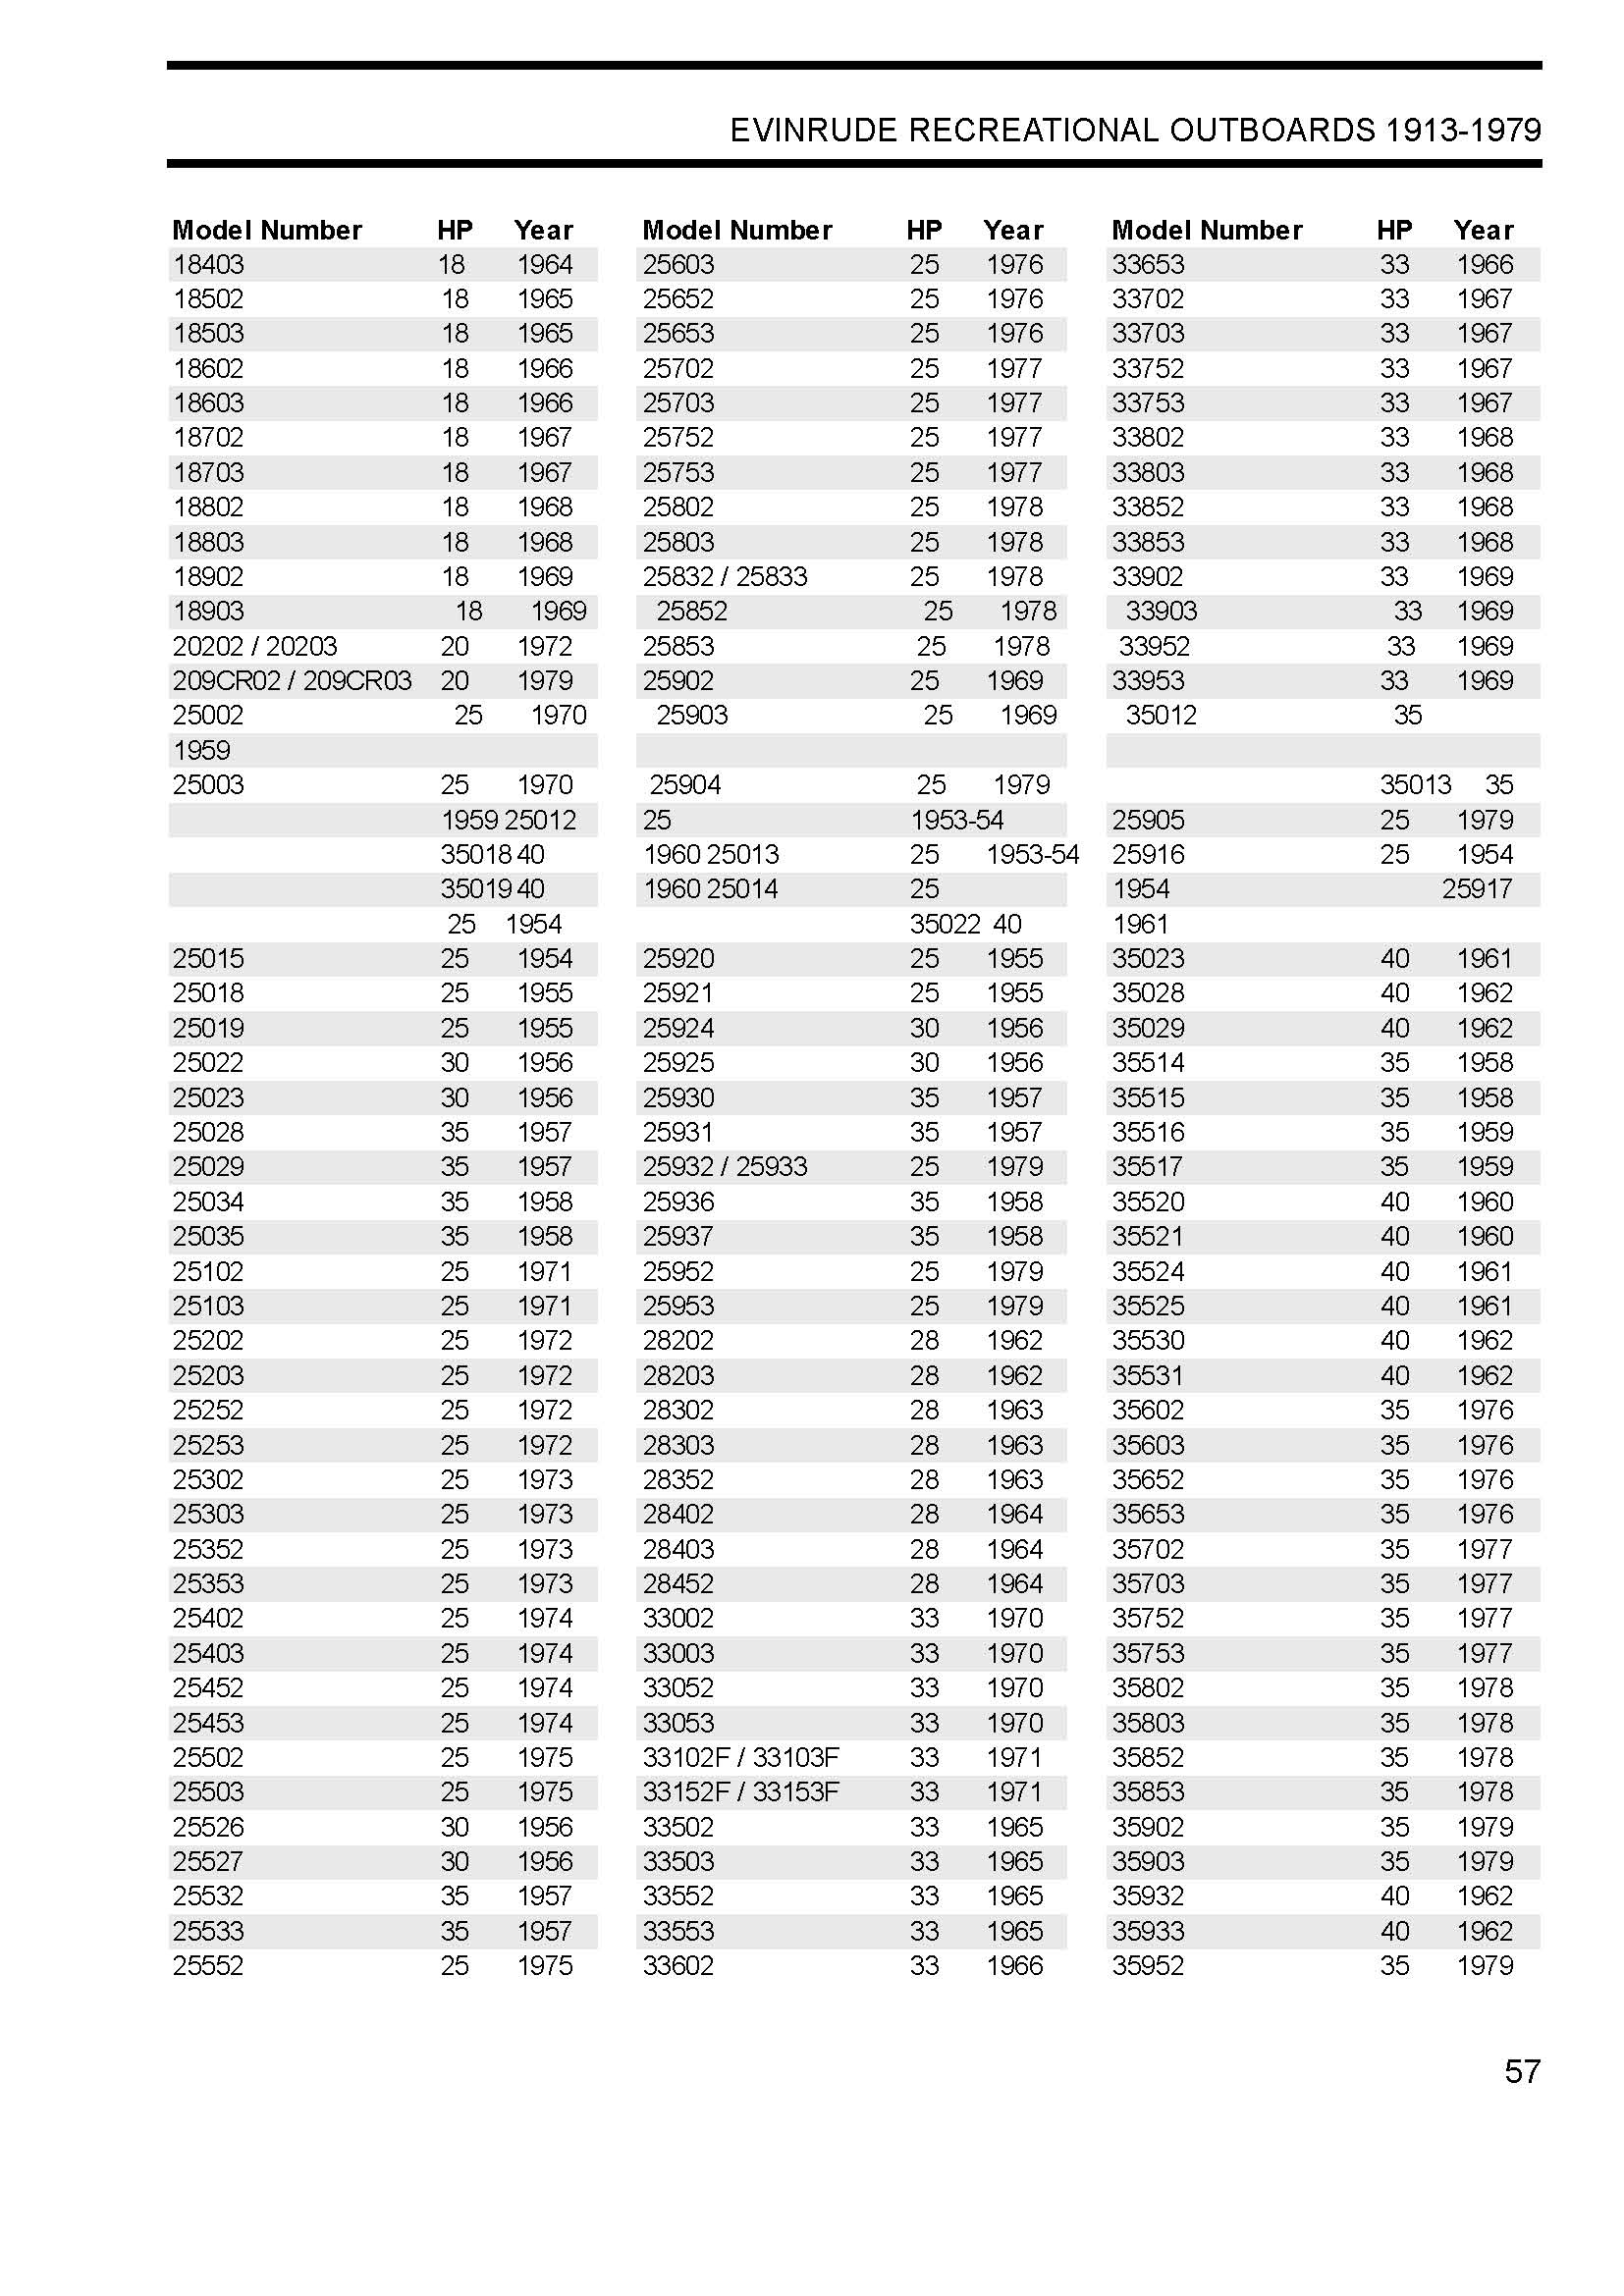 EVINRUDE RECREATIONAL OUTBOARDS 1913-1979
Model Number HP Year Model Number HP Year Model Number HP Year
18403 18 1964 25603 25 1976 33653 33 1966
18502 18 1965 25652 25 1976 33702 33 1967
18503 18 1965 25653 25 1976 33703 33 1967
18602 18 1966 25702 25 1977 33752 33 1967
18603 18 1966 25703 25 1977 33753 33 1967
18702 18 1967 25752 25 1977 33802 33 1968
18703 18 1967 25753 25 1977 33803 33 1968
18802 18 1968 25802 25 1978 33852 33 1968
18803 18 1968 25803 25 1978 33853 33 1968
18902 18 1969 25832 / 25833 25 1978 33902 33 1969
18903 18 1969 25852 25 1978 33903 33 1969
20202 / 20203 20 1972 25853 25 1978 33952 33 1969
209CR02 / 209CR03 20 1979 25902 25 1969 33953 33 1969
25002 25 1970 25903 25 1969 35012 35
1959
25003 25 1970 25904 25 1979 35013 35
1959 25012 25 1953-54 25905 25 1979
35018 40 1960 25013 25 1953-54 25916 25 1954
35019 40 1960 25014 25 1954 25917
25 1954 35022 40 1961
25015 25 1954 25920 25 1955 35023 40 1961
25018 25 1955 25921 25 1955 35028 40 1962
25019 25 1955 25924 30 1956 35029 40 1962
25022 30 1956 25925 30 1956 35514 35 1958
25023 30 1956 25930 35 1957 35515 35 1958
25028 35 1957 25931 35 1957 35516 35 1959
25029 35 1957 25932 / 25933 25 1979 35517 35 1959
25034 35 1958 25936 35 1958 35520 40 1960
25035 35 1958 25937 35 1958 35521 40 1960
25102 25 1971 25952 25 1979 35524 40 1961
25103 25 1971 25953 25 1979 35525 40 1961
25202 25 1972 28202 28 1962 35530 40 1962
25203 25 1972 28203 28 1962 35531 40 1962
25252 25 1972 28302 28 1963 35602 35 1976
25253 25 1972 28303 28 1963 35603 35 1976
25302 25 1973 28352 28 1963 35652 35 1976
25303 25 1973 28402 28 1964 35653 35 1976
25352 25 1973 28403 28 1964 35702 35 1977
25353 25 1973 28452 28 1964 35703 35 1977
25402 25 1974 33002 33 1970 35752 35 1977
25403 25 1974 33003 33 1970 35753 35 1977
25452 25 1974 33052 33 1970 35802 35 1978
25453 25 1974 33053 33 1970 35803 35 1978
25502 25 1975 33102F / 33103F 33 1971 35852 35 1978
25503 25 1975 33152F / 33153F 33 1971 35853 35 1978
25526 30 1956 33502 33 1965 35902 35 1979
25527 30 1956 33503 33 1965 35903 35 1979
25532 35 1957 33552 33 1965 35932 40 1962
25533 35 1957 33553 33 1965 35933 40 1962
25552 25 1975 33602 33 1966 35952 35 1979
57